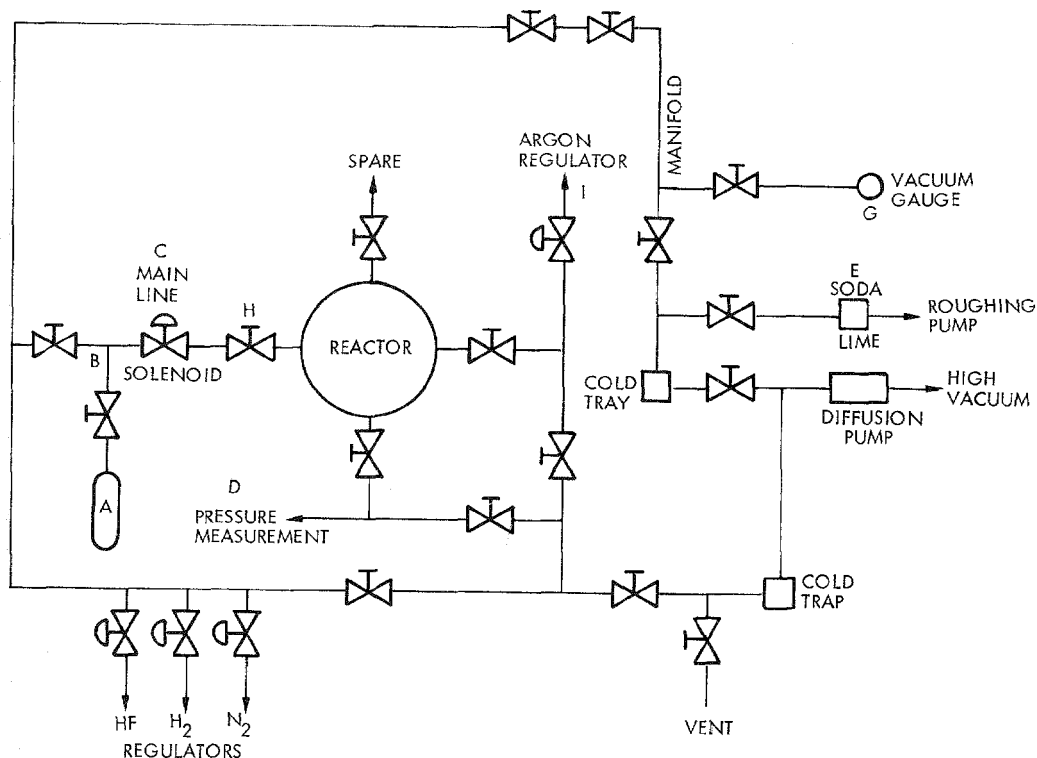 MANIFOLD
ARGON
REGULATOR
I
SPARE
VACUUM
GAUGE
G
C
MAIN
LINE
SOLENOID
H
B
REACTOR
E
SODA
LIME
ROUGHING
PUMP
COLD
TRAY
HIGH
VACUUM
DIFFUSION
PUMP
A
D
PRESSURE
MEASUREMENT
COLD
TRAP
HF
H2
N2
REGULATORS
VENT